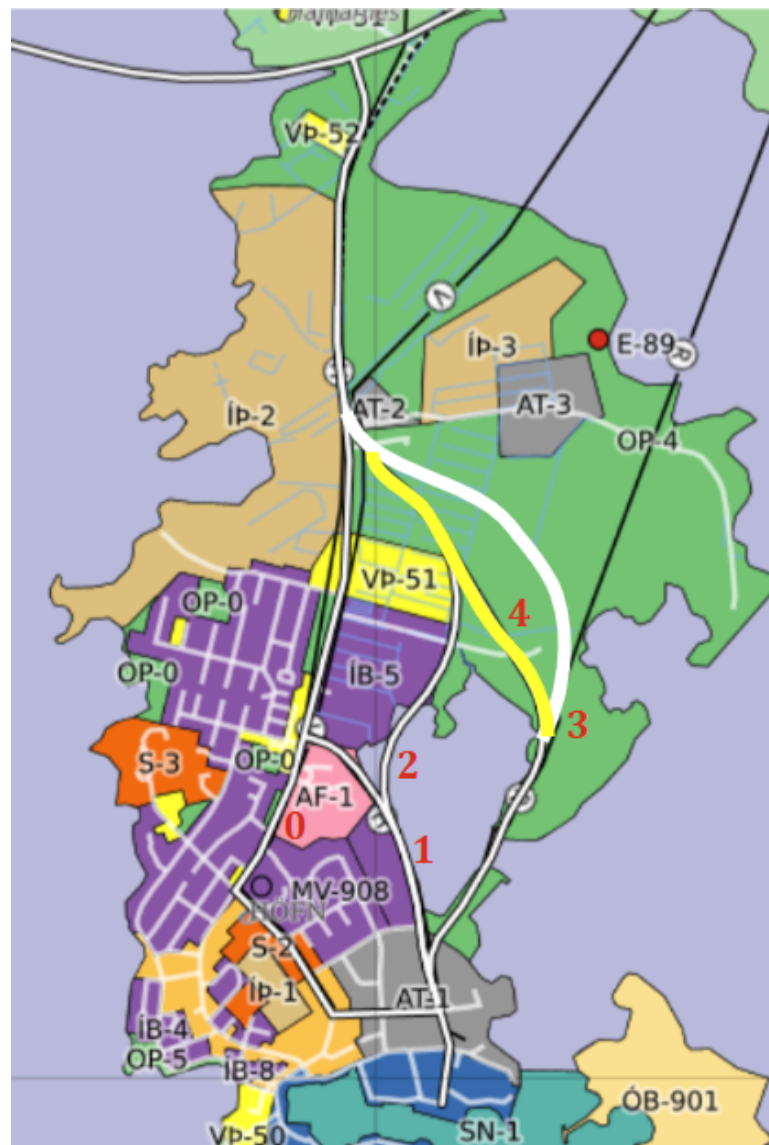 VÞ-52
V
ÍÞ-3
E-89
R
AT-2
AT-3
ÍÞ-2
OP-4
VÞ-51
OP-0
4
OP-0
ÍB-5
3
OP-0
S-3
2
AF-1
0
1
MV-908
HÖFN
S-2
ÍÞ-1
AT-1
ÍB-4
OP-5
ÍB-8
ÓB-901
VÞ-50
SN-1